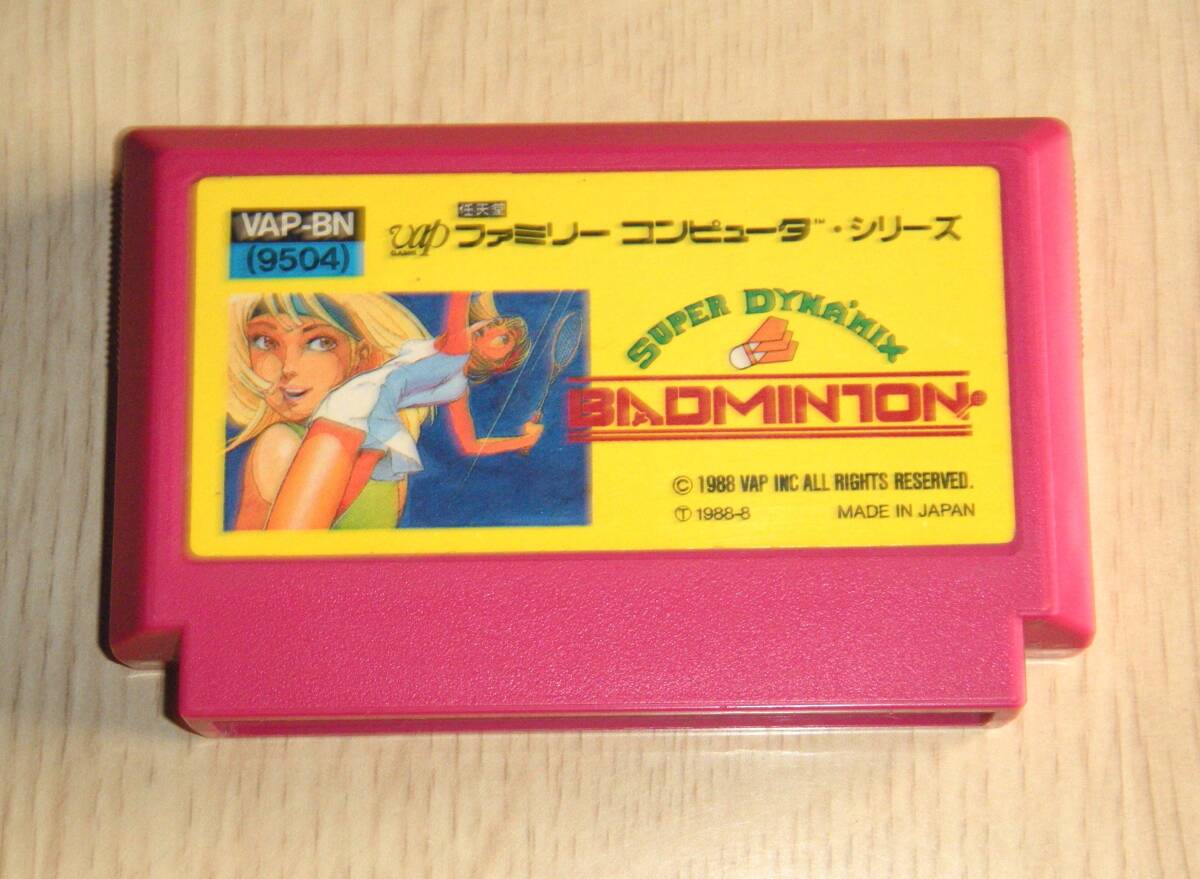 VAP-BN
(9504)
任天堂
vap ファミリー コンピュータ™・シリーズ
GAMES
SUPER DYNA'MIX
BADMINTON
© 1988 VAP INC ALL RIGHTS RESERVED.
Ⓣ 1988-8 MADE IN JAPAN